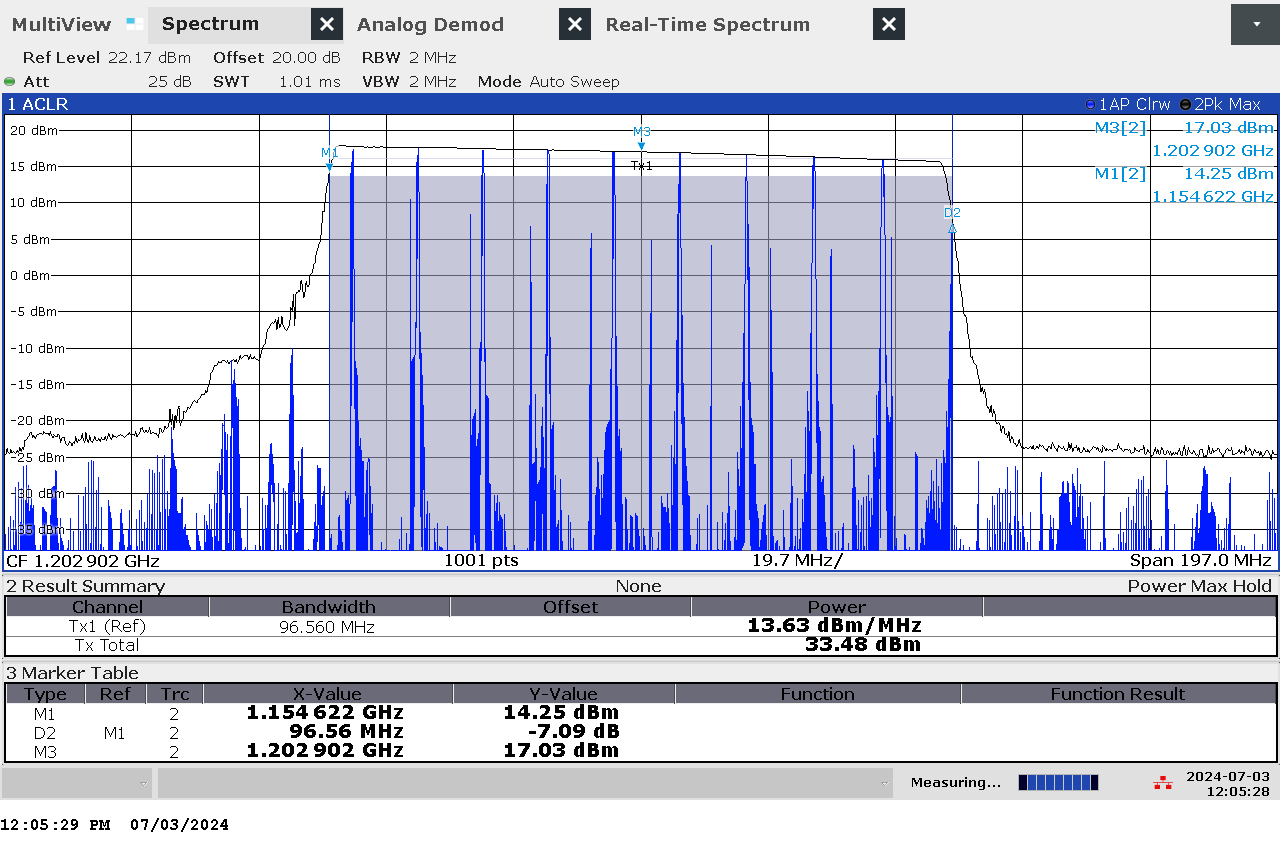 MultiView Spectrum Analog Demod Real-Time Spectrum
Ref Level 22.17 dBm Offset 20.00 dB RBW 2 MHz
Att 25 dB SWT 1.01 ms VBW 2 MHz Mode Auto Sweep
1 ACLR 1AP Clrw 2Pk Max
20 dBm
M3[2] 17.03 dBm
1.202 902 GHz
M1[2] 14.25 dBm
1.154 622 GHz
M3
M1
Tx1
15 dBm
10 dBm
D2
5 dBm
0 dBm
-5 dBm
-10 dBm
-15 dBm
-20 dBm
-25 dBm
-30 dBm
-35 dBm
CF 1.202 902 GHz 1001 pts 19.7 MHz/ Span 197.0 MHz
2 Result Summary None Power Max Hold
Channel Bandwidth Offset Power
Tx1 (Ref) 96.560 MHz 13.63 dBm/MHz
Tx Total 33.48 dBm
3 Marker Table
Type Ref Trc X-Value Y-Value Function Function Result
M1 2 1.154 622 GHz 14.25 dBm
D2 M1 2 96.56 MHz -7.09 dB
M3 2 1.202 902 GHz 17.03 dBm
Measuring... 2024-07-03
12:05:28
12:05:29 PM 07/03/2024